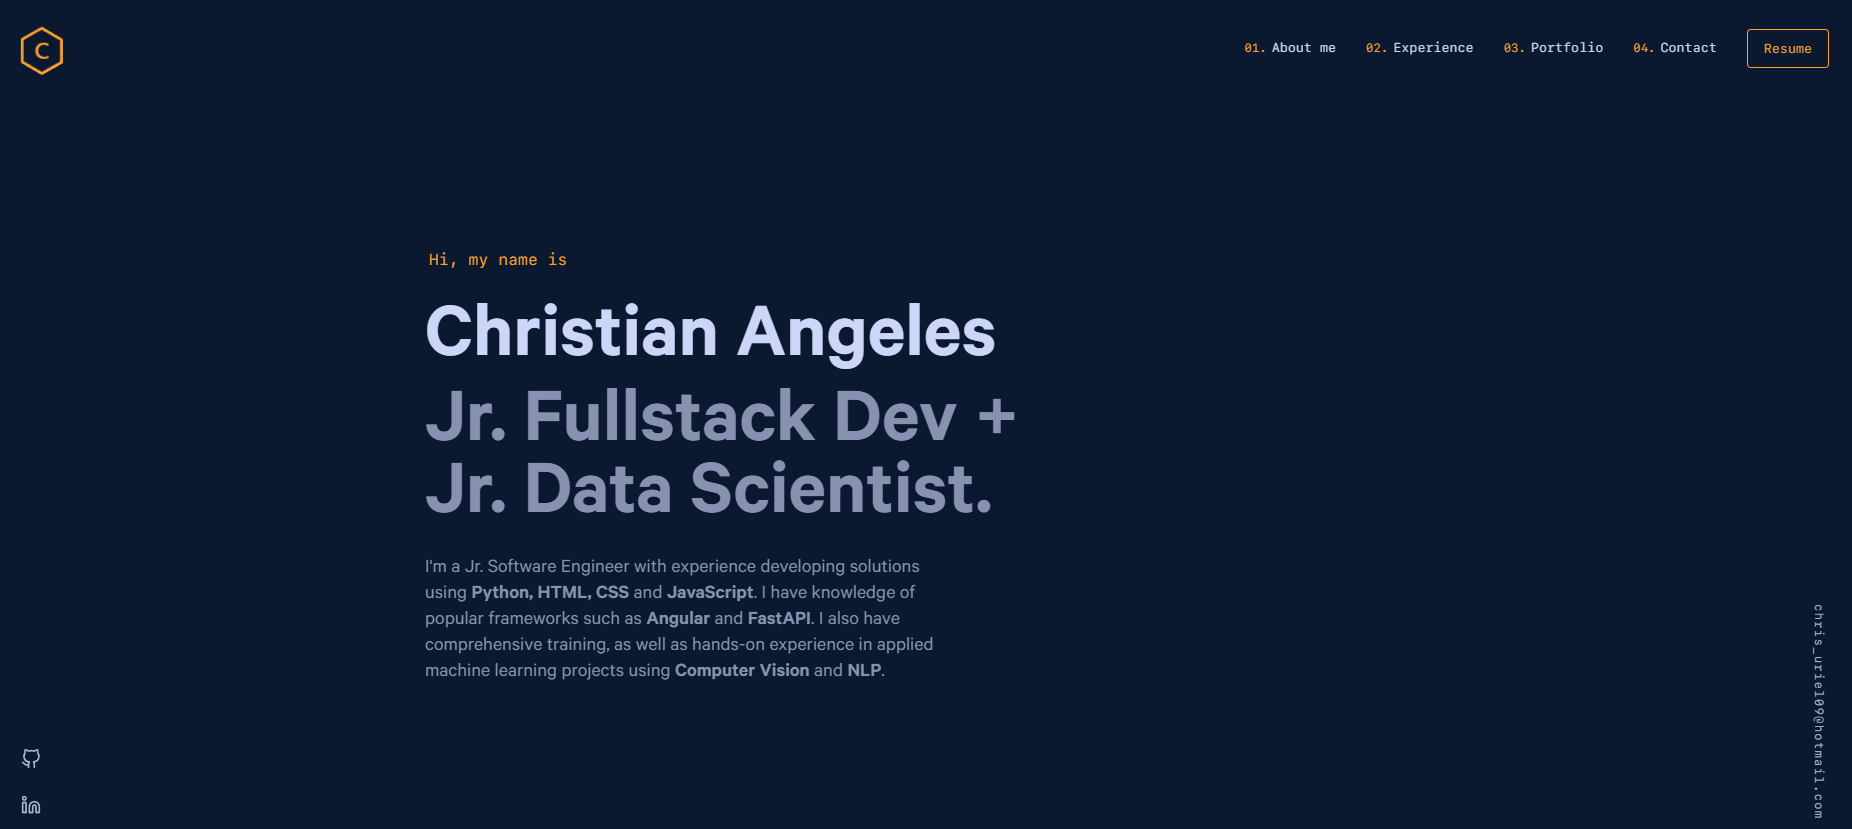 C
01. About me
02. Experience
03. Portfolio
04. Contact
Resume
Hi, my name is
Christian Angeles
Jr. Fullstack Dev +
Jr. Data Scientist.
I'm a Jr. Software Engineer with experience developing solutions
using Python, HTML, CSS and JavaScript. I have knowledge of
popular frameworks such as Angular and FastAPI. I also have
comprehensive training, as well as hands-on experience in applied
machine learning projects using Computer Vision and NLP.
chris_uriel09@hotmail.com
in